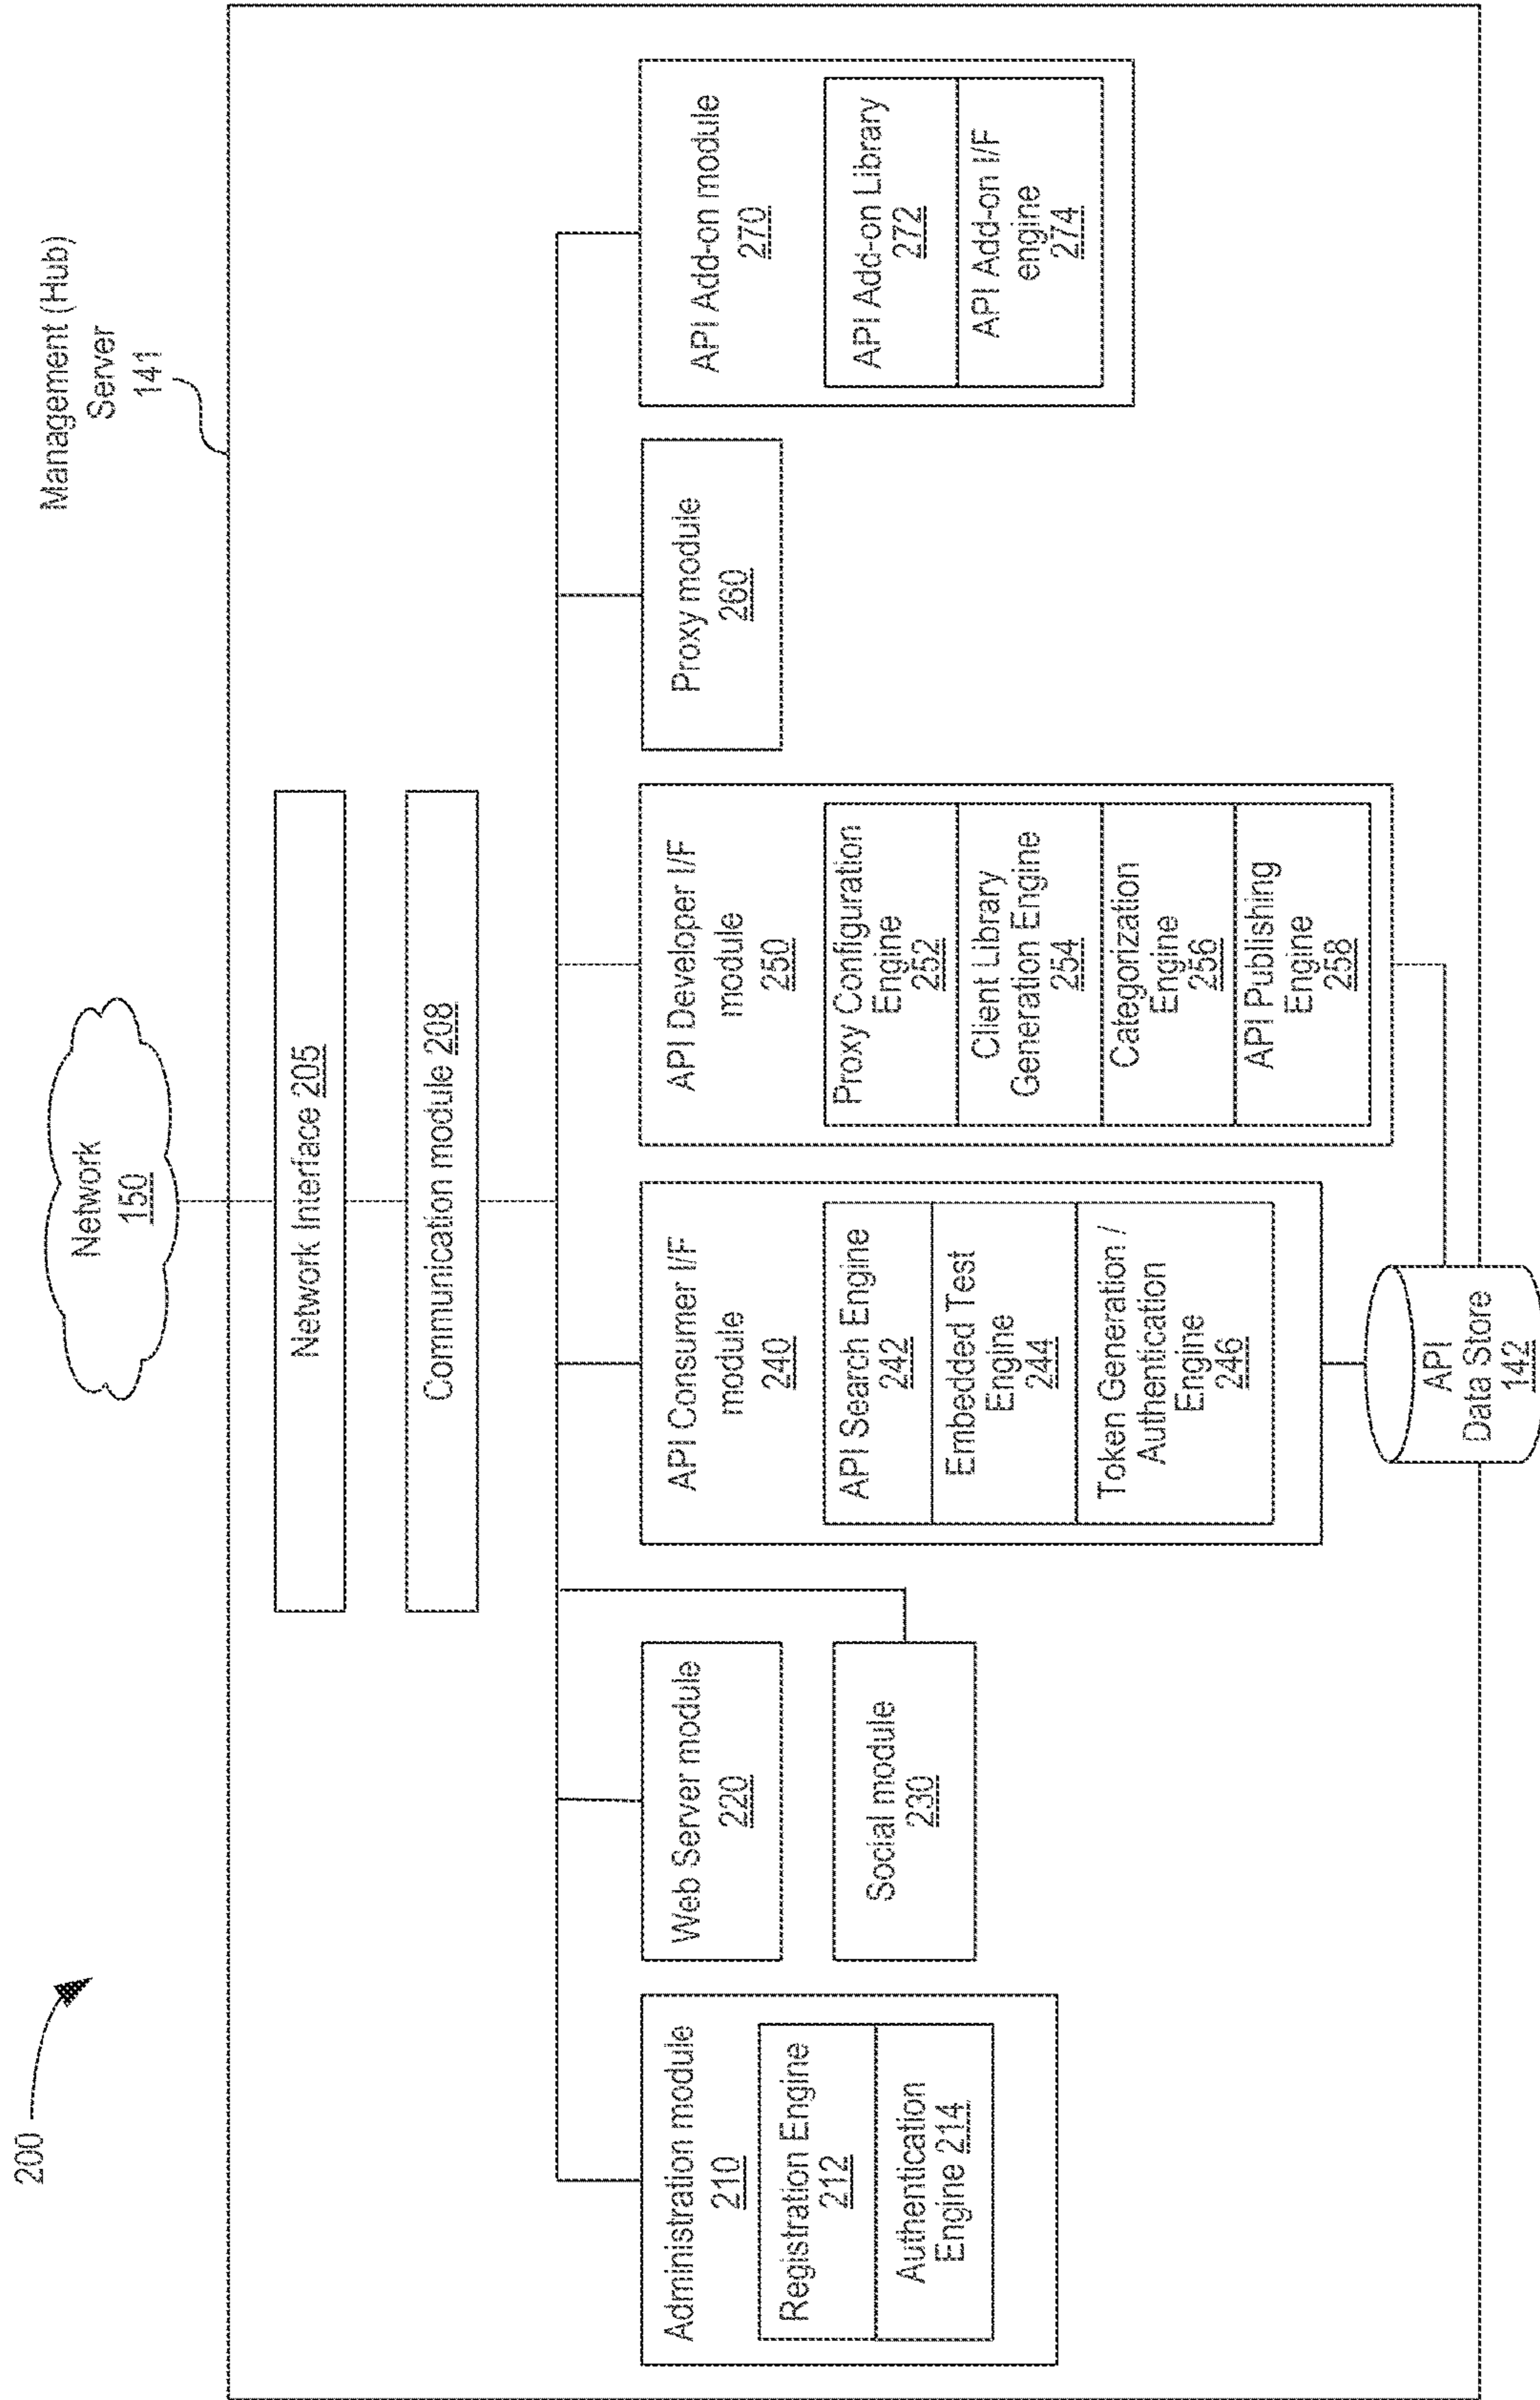 200
Management (Hub)
Server
141
Network
150
Network Interface 205
Communication module 208
Administration module
210
Registration Engine
212
Authentication
Engine 214
Web Server module
220
Social module
230
API Consumer I/F
module
240
API Search Engine
242
Embedded Test
Engine
244
Token Generation /
Authentication
Engine
246
API Developer I/F
module
250
Proxy Configuration
Engine
252
Client Library
Generation Engine
254
Categorization
Engine
256
API Publishing
Engine
258
Proxy module
260
API Add-on module
270
API Add-on Library
272
API Add-on I/F
engine
274
API
Data Store
142